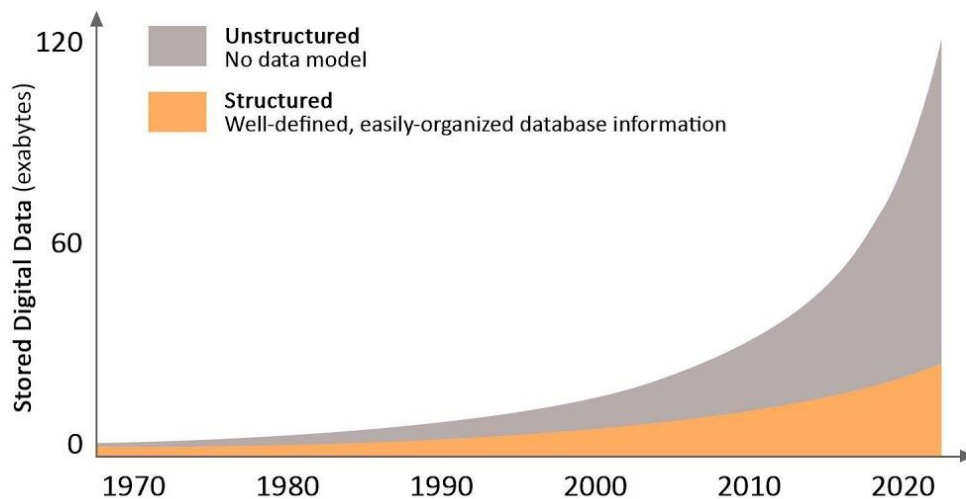 120
Unstructured
No data model
Structured
Well-defined, easily-organized database information
60
0
Stored Digital Data (exabytes)
1970 1980 1990 2000 2010 2020